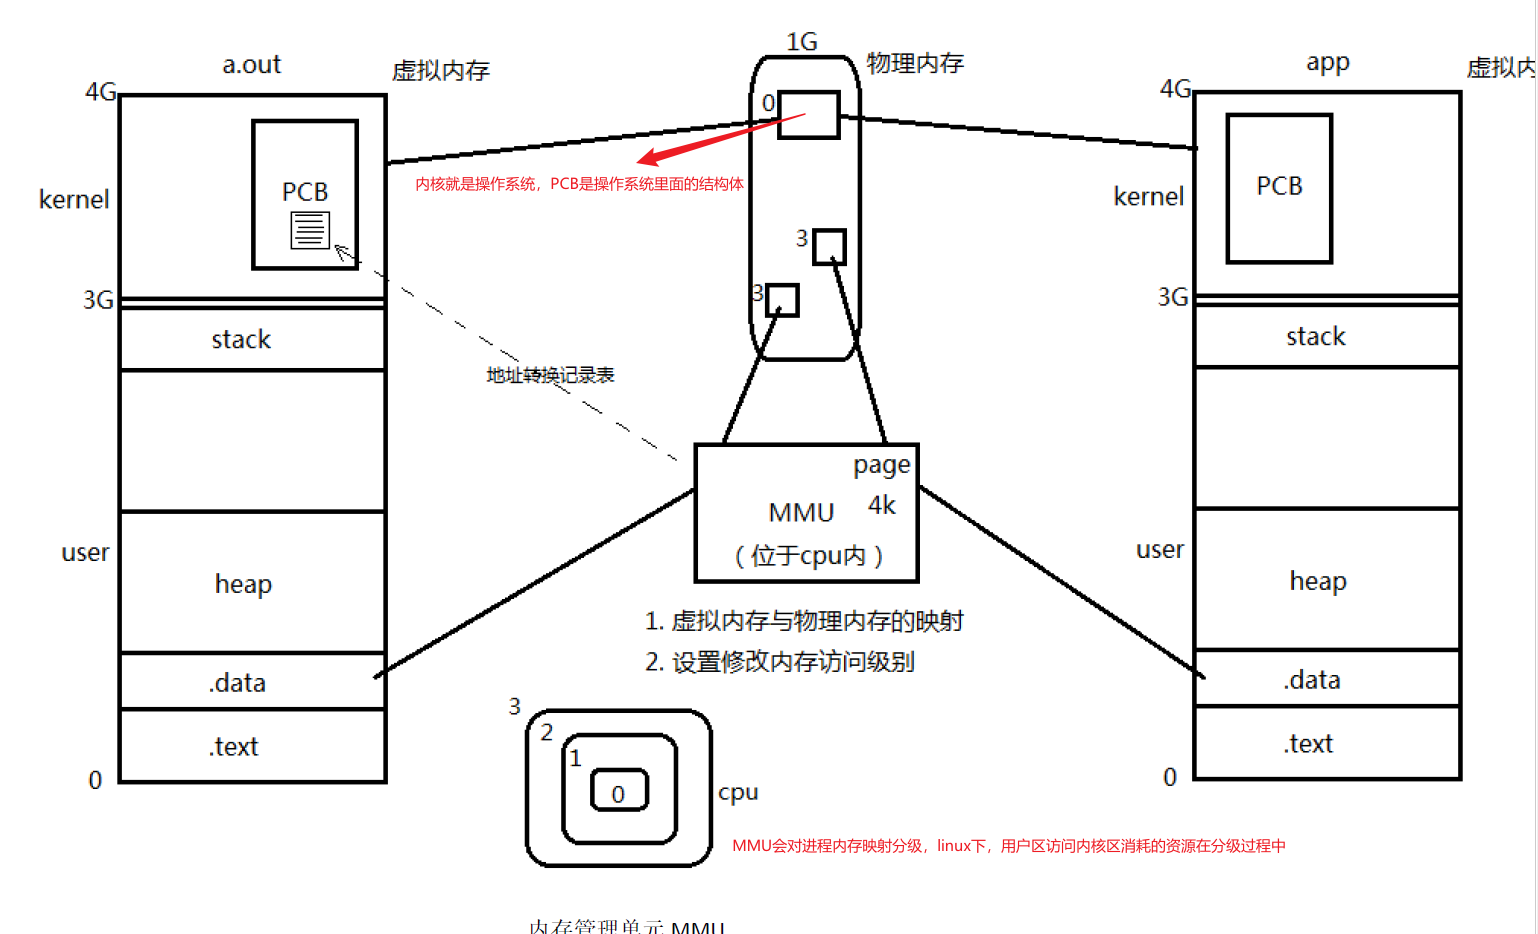 1G
a.out
虚拟内存
物理内存
app
虚拟内
4G
0
4G
PCB
内核就是操作系统，PCB是操作系统里面的结构体
PCB
kernel
kernel
3
3G
3
3G
stack
stack
地址转换记录表
page
4k
MMU
（位于cpu内）
user
user
heap
heap
1. 虚拟内存与物理内存的映射
2. 设置修改内存访问级别
.data
.data
3
2
1
0
cpu
.text
.text
0
0
MMU会对进程内存映射分级，linux下，用户区访问内核区消耗的资源在分级过程中
内存管理单元 MMU